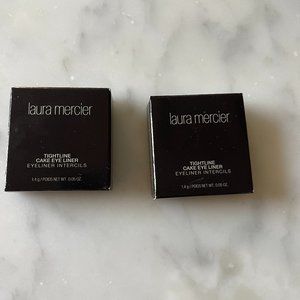 laura mercier
TIGHTLINE
CAKE EYE LINER
EYELINER INTERCILS
1.4 g / POIDS NET WT. 0.05 OZ.
laura mercier
TIGHTLINE
CAKE EYE LINER
EYELINER INTERCILS
1.4 g / POIDS NET WT. 0.05 OZ.